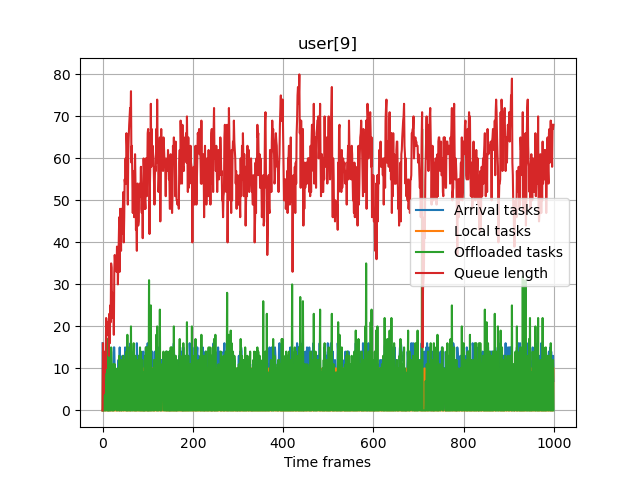 user[9]
80
70
60
50
40
30
20
10
0
Arrival tasks
Local tasks
Offloaded tasks
Queue length
0 200 400 600 800 1000
Time frames